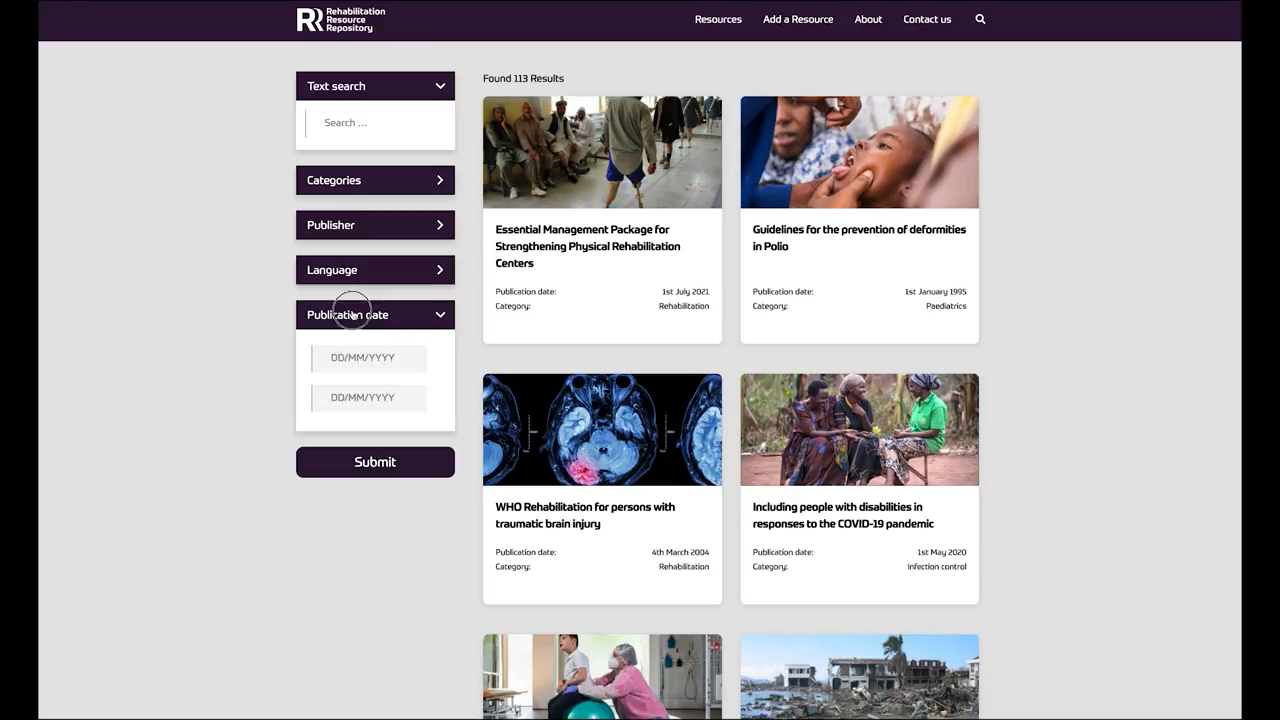 Rehabilitation
Resource
Repository
Resources
Add a Resource
About
Contact us
Text search
Search ...
Categories
Publisher
Language
Publication date
DD/MM/YYYY
DD/MM/YYYY
Submit
Found 113 Results
Essential Management Package for
Strengthening Physical Rehabilitation
Centers
Publication date: 1st July 2021
Category: Rehabilitation
Guidelines for the prevention of deformities
in Polio
Publication date: 1st January 1995
Category: Paediatrics
WHO Rehabilitation for persons with
traumatic brain injury
Publication date: 4th March 2004
Category: Rehabilitation
Including people with disabilities in
responses to the COVID-19 pandemic
Publication date: 1st May 2020
Category: Infection control